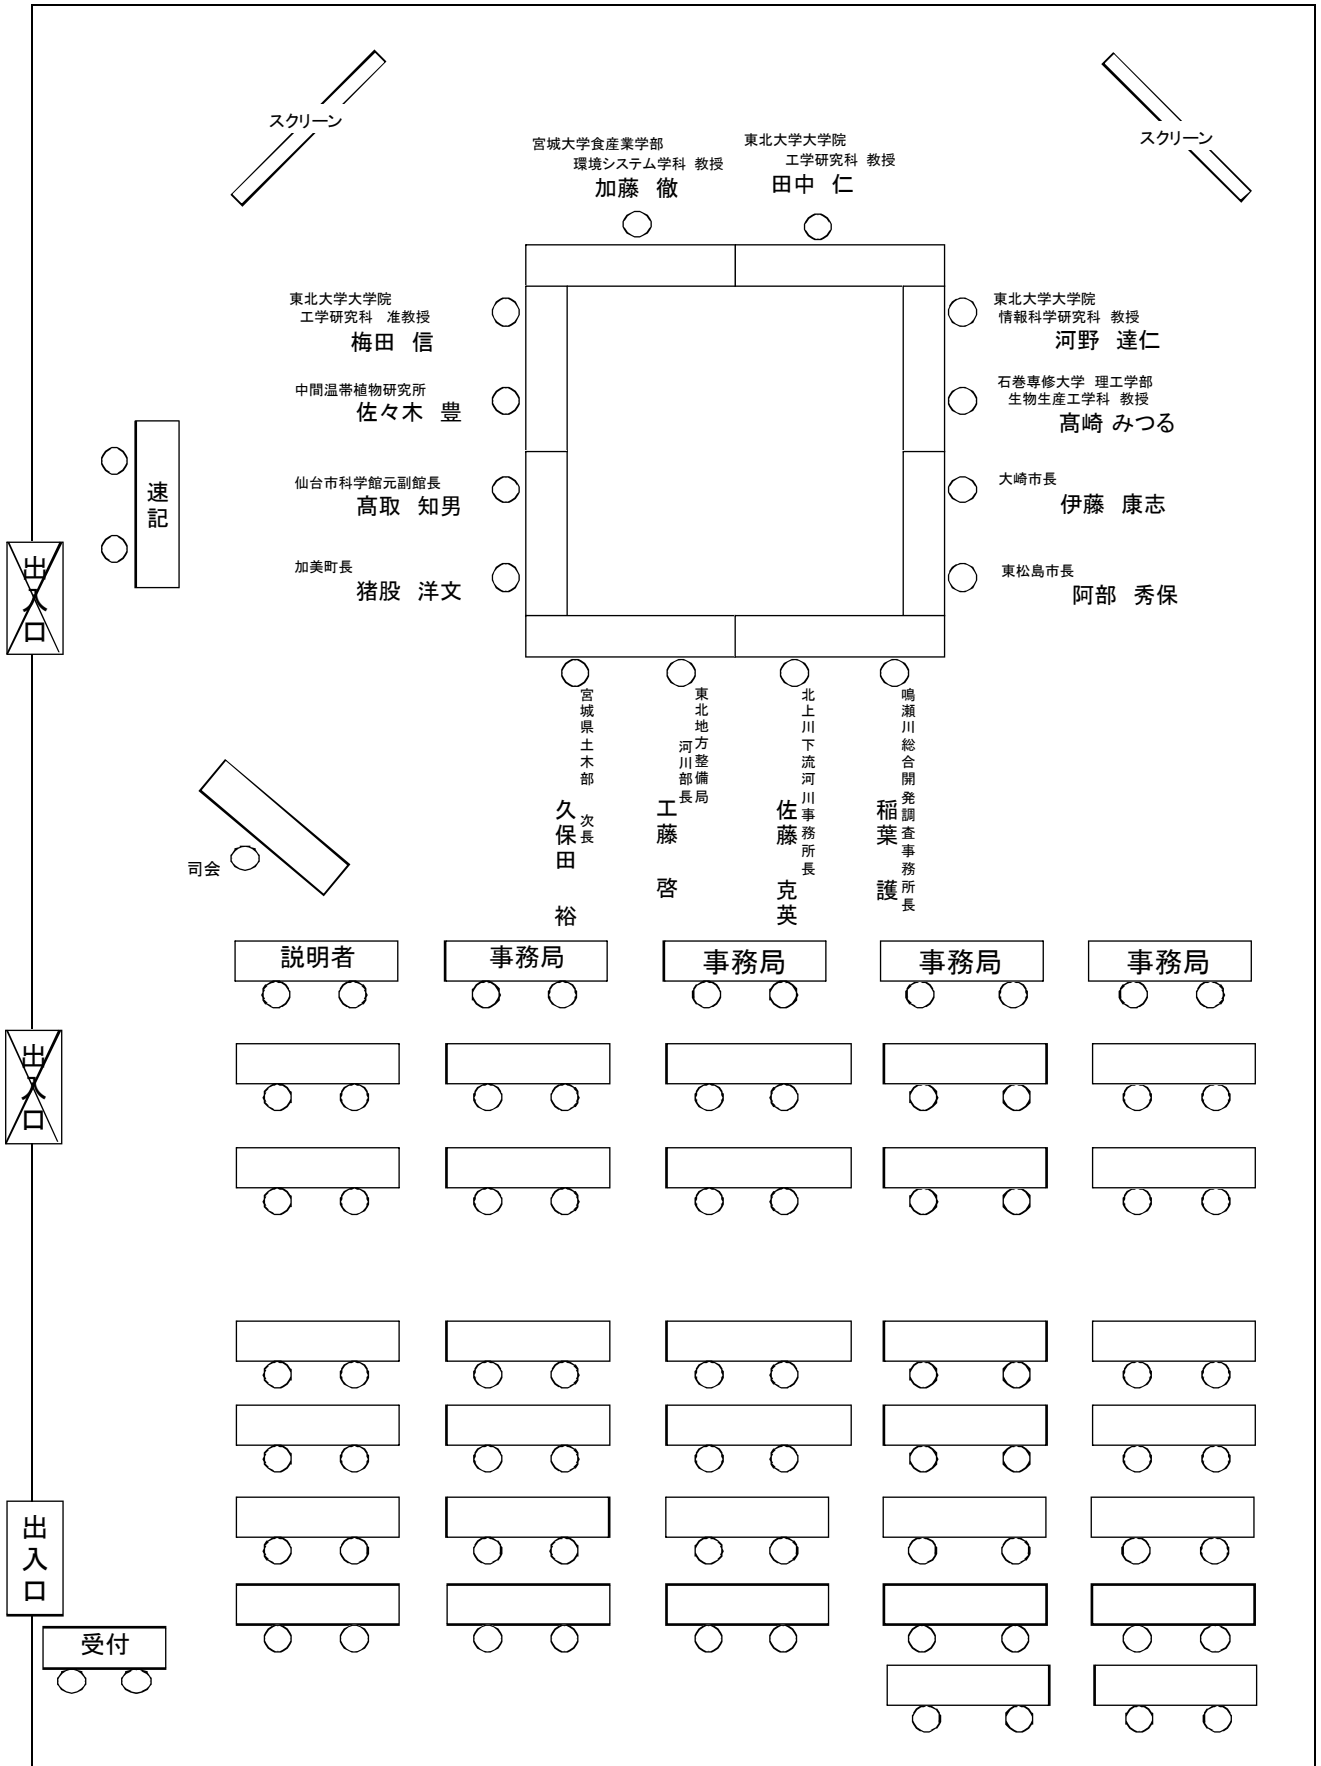 スクリーン
スクリーン
宮城大学食産業学部
環境システム学科 教授
加藤 徹
東北大学大学院
工学研究科 教授
田中 仁
東北大学大学院
工学研究科 准教授
梅田 信
東北大学大学院
情報科学研究科 教授
河野 達仁
中間温帯植物研究所
佐々木 豊
石巻専修大学 理工学部
生物生産工学科 教授
髙崎 みつる
仙台市科学館元副館長
髙取 知男
大崎市長
伊藤 康志
加美町長
猪股 洋文
東松島市長
阿部 秀保
速記
出入口
宮城県土木部 次長
久保田 裕
東北地方整備局
河川部長
工藤 啓
北上川下流河川事務所長
佐藤 克英
鳴瀬川総合開発調査事務所長
稲葉 護
司会
説明者
事務局
事務局
事務局
事務局
出入口
出入口
受付